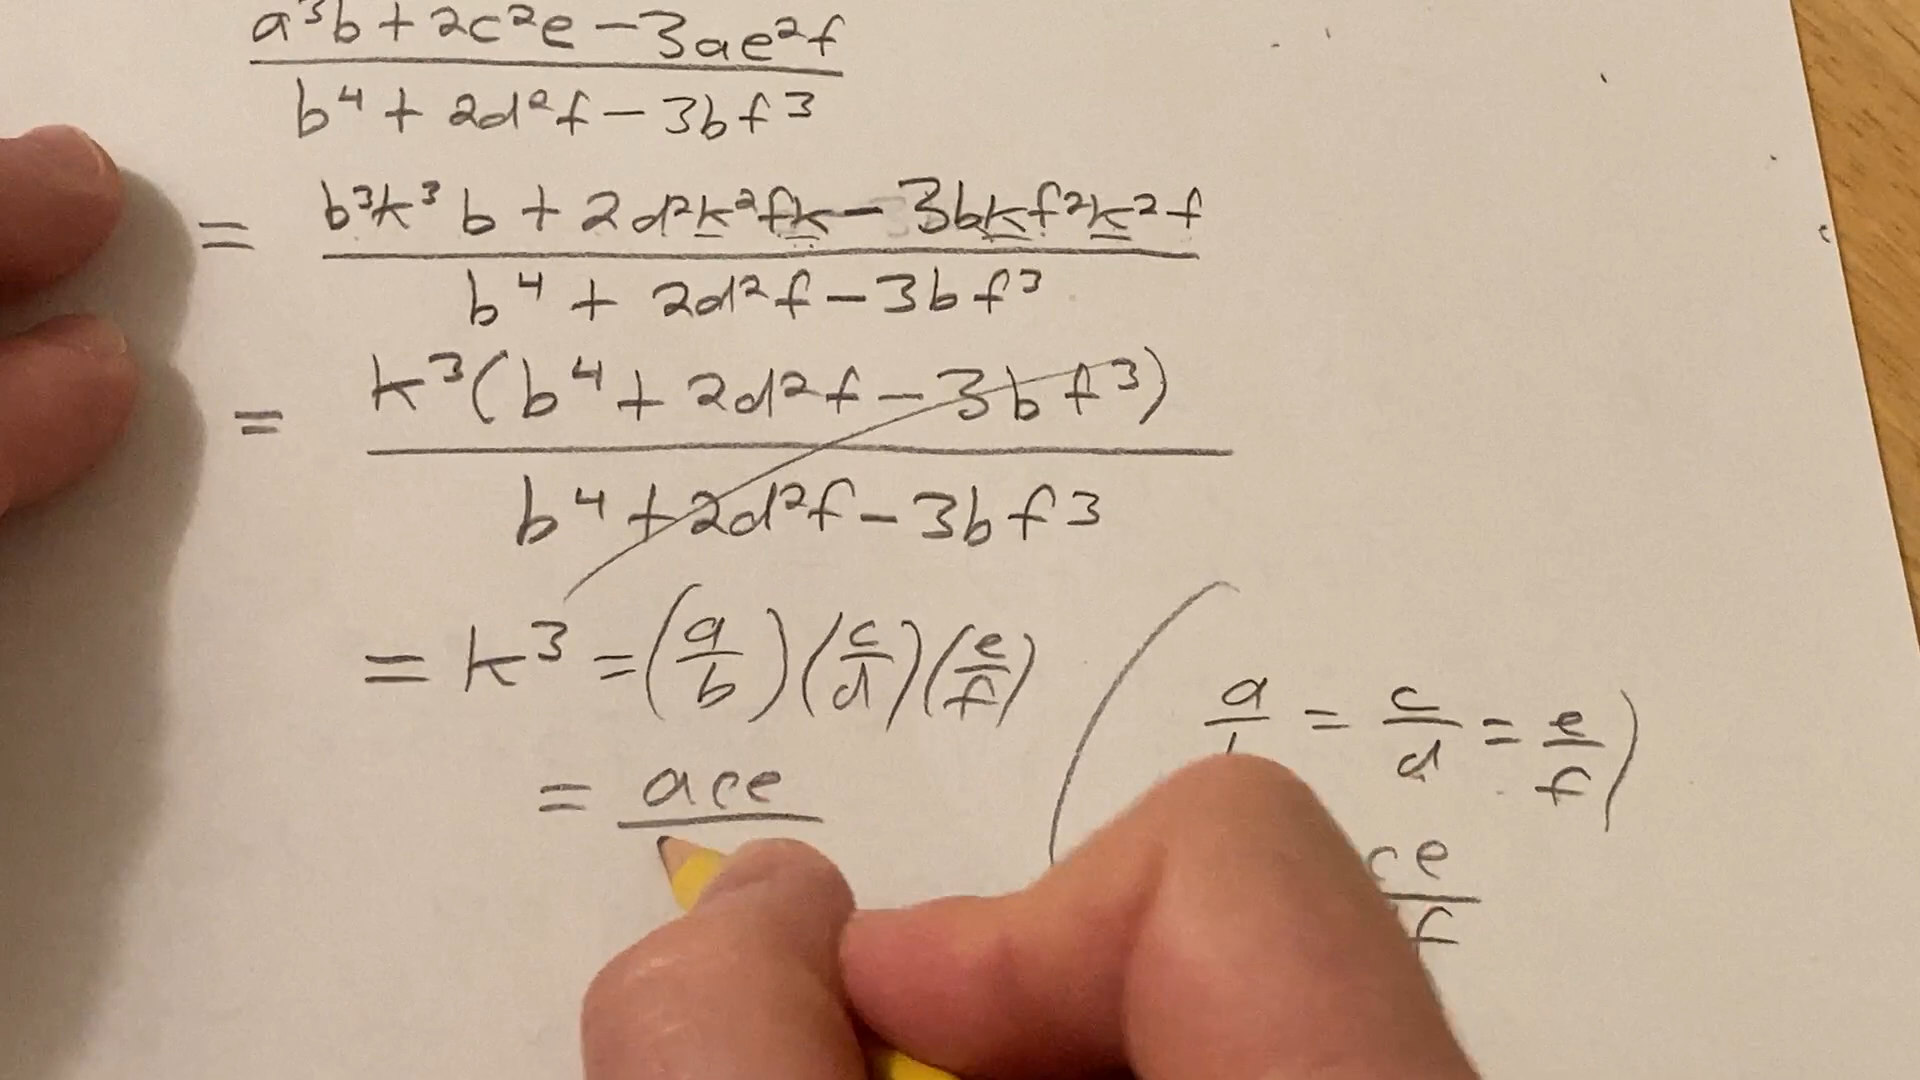 a³b + 2c²e - 3ae²f
b⁴ + 2d²f - 3bf³
= b³k³b + 2d²k²fk - 3bkf²k²f
b⁴ + 2d²f - 3bf³
= k³(b⁴ + 2d²f - 3bf³)
b⁴ + 2d²f - 3bf³
= k³ = (a/b)(c/d)(e/f)
= ace
( a = c/d = e/f )
ce
f